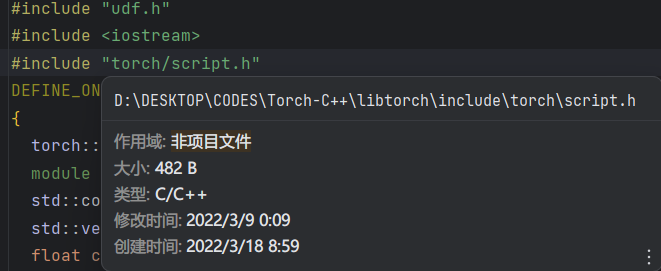 #include "udf.h"
#include <iostream>
#include "torch/script.h"
DEFINE_ON
D:\DESKTOP\CODES\Torch-C++\libtorch\include\torch\script.h
{
作用域: 非项目文件
torch::
大小: 482 B
module
类型: C/C++
std::co
修改时间: 2022/3/9 0:09
std::ve
创建时间: 2022/3/18 8:59
float c